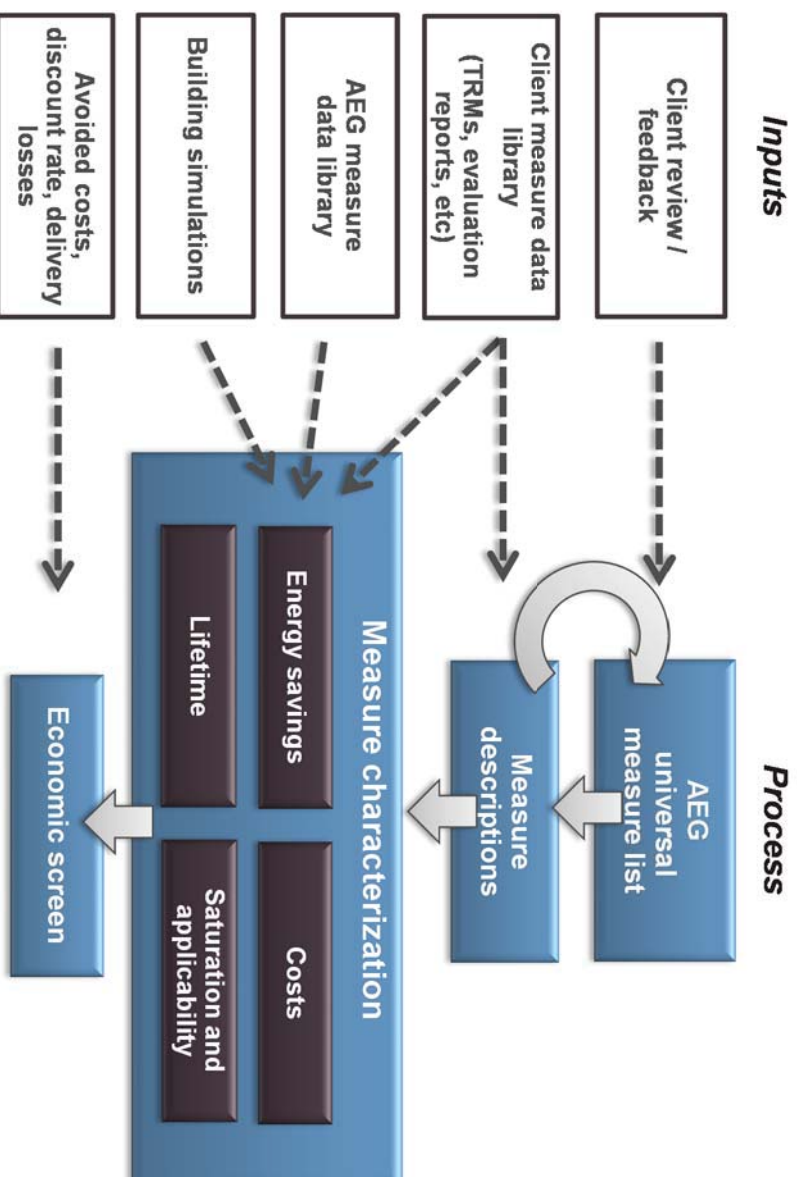 Inputs
Process
Client review /
feedback
AEG
universal
measure list
Client measure data
library
(TRMs, evaluation
reports, etc)
Measure
descriptions
AEG measure
data library
Building simulations
Measure characterization
Energy savings
Costs
Lifetime
Saturation and
applicability
Avoided costs,
discount rate, delivery
losses
Economic screen